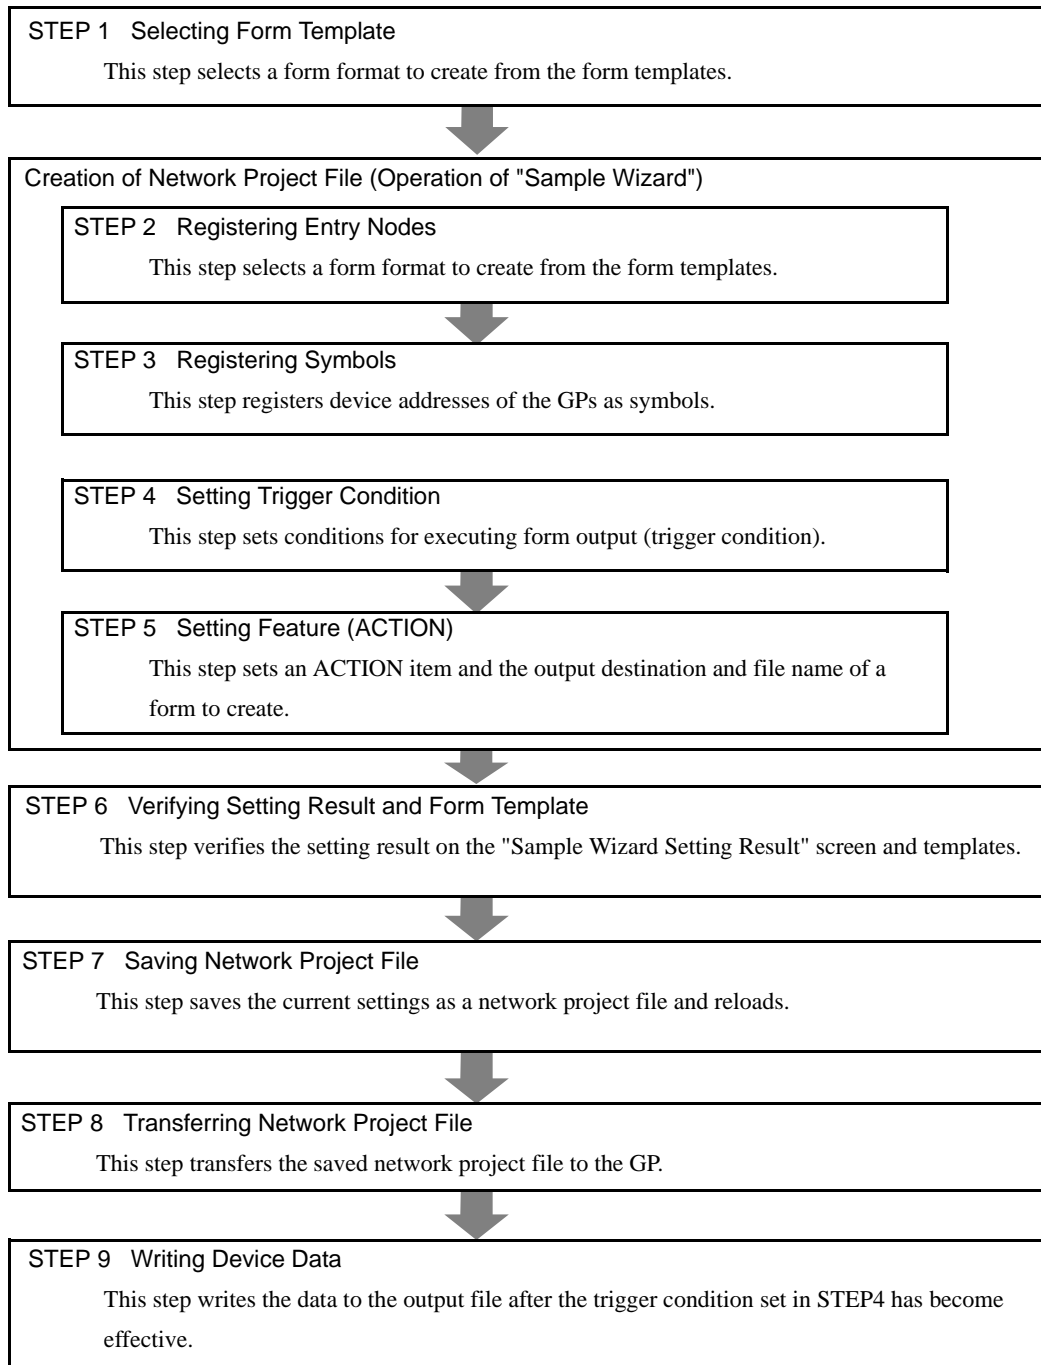 STEP 1 Selecting Form Template
This step selects a form format to create from the form templates.
Creation of Network Project File (Operation of "Sample Wizard")
STEP 2 Registering Entry Nodes
This step selects a form format to create from the form templates.
STEP 3 Registering Symbols
This step registers device addresses of the GPs as symbols.
STEP 4 Setting Trigger Condition
This step sets conditions for executing form output (trigger condition).
STEP 5 Setting Feature (ACTION)
This step sets an ACTION item and the output destination and file name of a
form to create.
STEP 6 Verifying Setting Result and Form Template
This step verifies the setting result on the "Sample Wizard Setting Result" screen and templates.
STEP 7 Saving Network Project File
This step saves the current settings as a network project file and reloads.
STEP 8 Transferring Network Project File
This step transfers the saved network project file to the GP.
STEP 9 Writing Device Data
This step writes the data to the output file after the trigger condition set in STEP4 has become
effective.